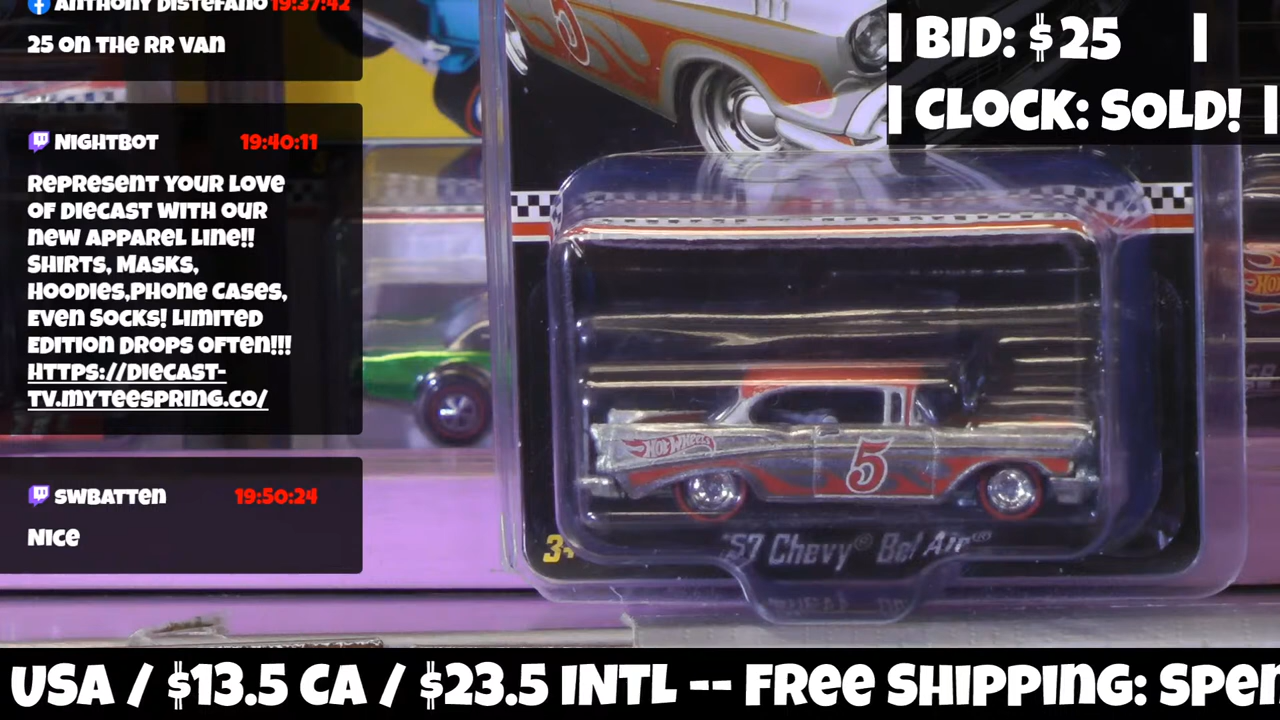 Anthony Distefano 19:37:42
25 on the RR van
| BID: $25 |
| CLOCK: SOLD! |
NIGHTBOT 19:40:11
Represent your love
of diecast with our
new apparel line!!
Shirts, Masks,
Hoodies,Phone Cases,
Even Socks! Limited
Edition drops often!!!
https://diecast-
tv.myteespring.co/
swbatten 19:50:24
Nice
5
Hot Wheels
5
3+
'57 Chevy® Bel Air®
USA / $13.5 CA / $23.5 INTL -- Free Shipping: Spen